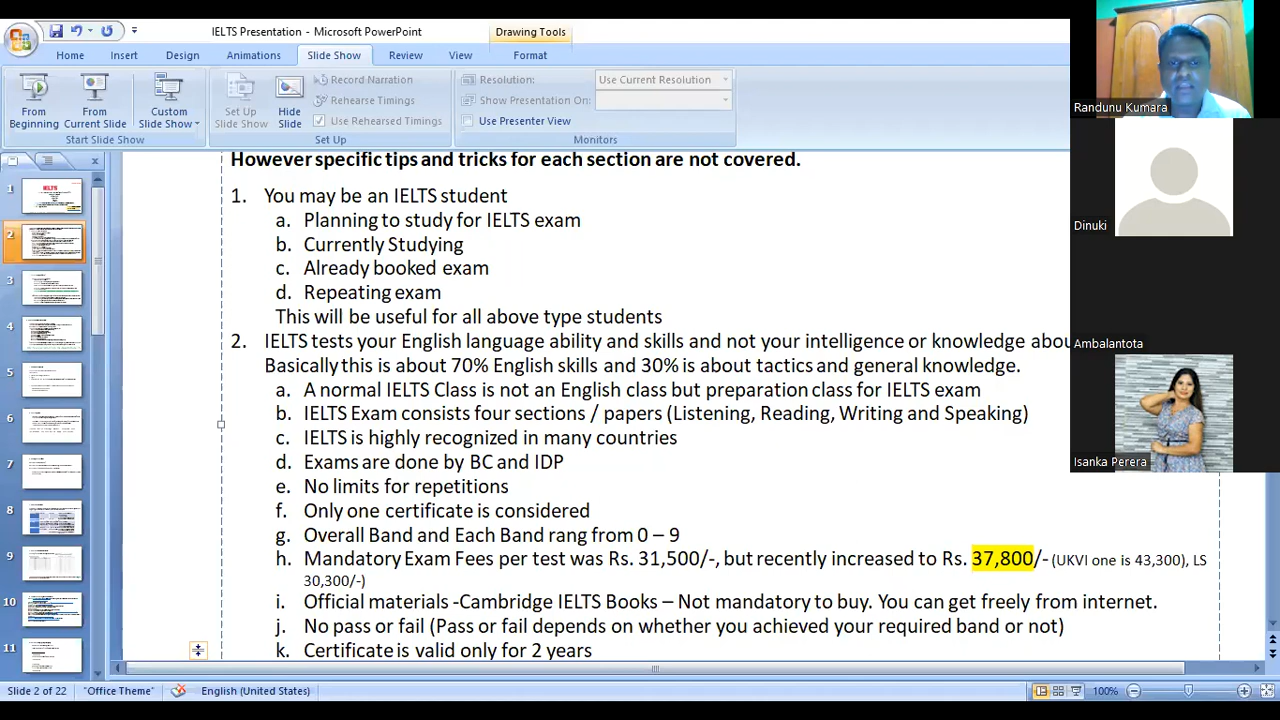 IELTS Presentation - Microsoft PowerPoint
Drawing Tools
Home Insert Design Animations Slide Show Review View Format
From Beginning
From Current Slide
Custom Slide Show
Start Slide Show
Set Up Slide Show
Hide Slide
Record Narration
Rehearse Timings
Use Rehearsed Timings
Set Up
Resolution: Use Current Resolution
Show Presentation On:
Use Presenter View
Monitors
However specific tips and tricks for each section are not covered.
1. You may be an IELTS student
a. Planning to study for IELTS exam
b. Currently Studying
c. Already booked exam
d. Repeating exam
This will be useful for all above type students
2. IELTS tests your English language ability and skills and not your intelligence or knowledge abou
Basically this is about 70% English skills and 30% is about tactics and general knowledge.
a. A normal IELTS Class is not an English class but preparation class for IELTS exam
b. IELTS Exam consists four sections / papers (Listening, Reading, Writing and Speaking)
c. IELTS is highly recognized in many countries
d. Exams are done by BC and IDP
e. No limits for repetitions
f. Only one certificate is considered
g. Overall Band and Each Band rang from 0 – 9
h. Mandatory Exam Fees per test was Rs. 31,500/-, but recently increased to Rs. 37,800/- (UKVI one is 43,300), LS
30,300/-)
i. Official materials -Cambridge IELTS Books – Not mandatory to buy. You can get freely from internet.
j. No pass or fail (Pass or fail depends on whether you achieved your required band or not)
k. Certificate is valid only for 2 years
1
2
3
4
5
6
7
8
9
10
11
IELTS
Slide 2 of 22 "Office Theme" English (United States) 100%
Randunu Kumara
Dinuki
Ambalantota
Isanka Perera